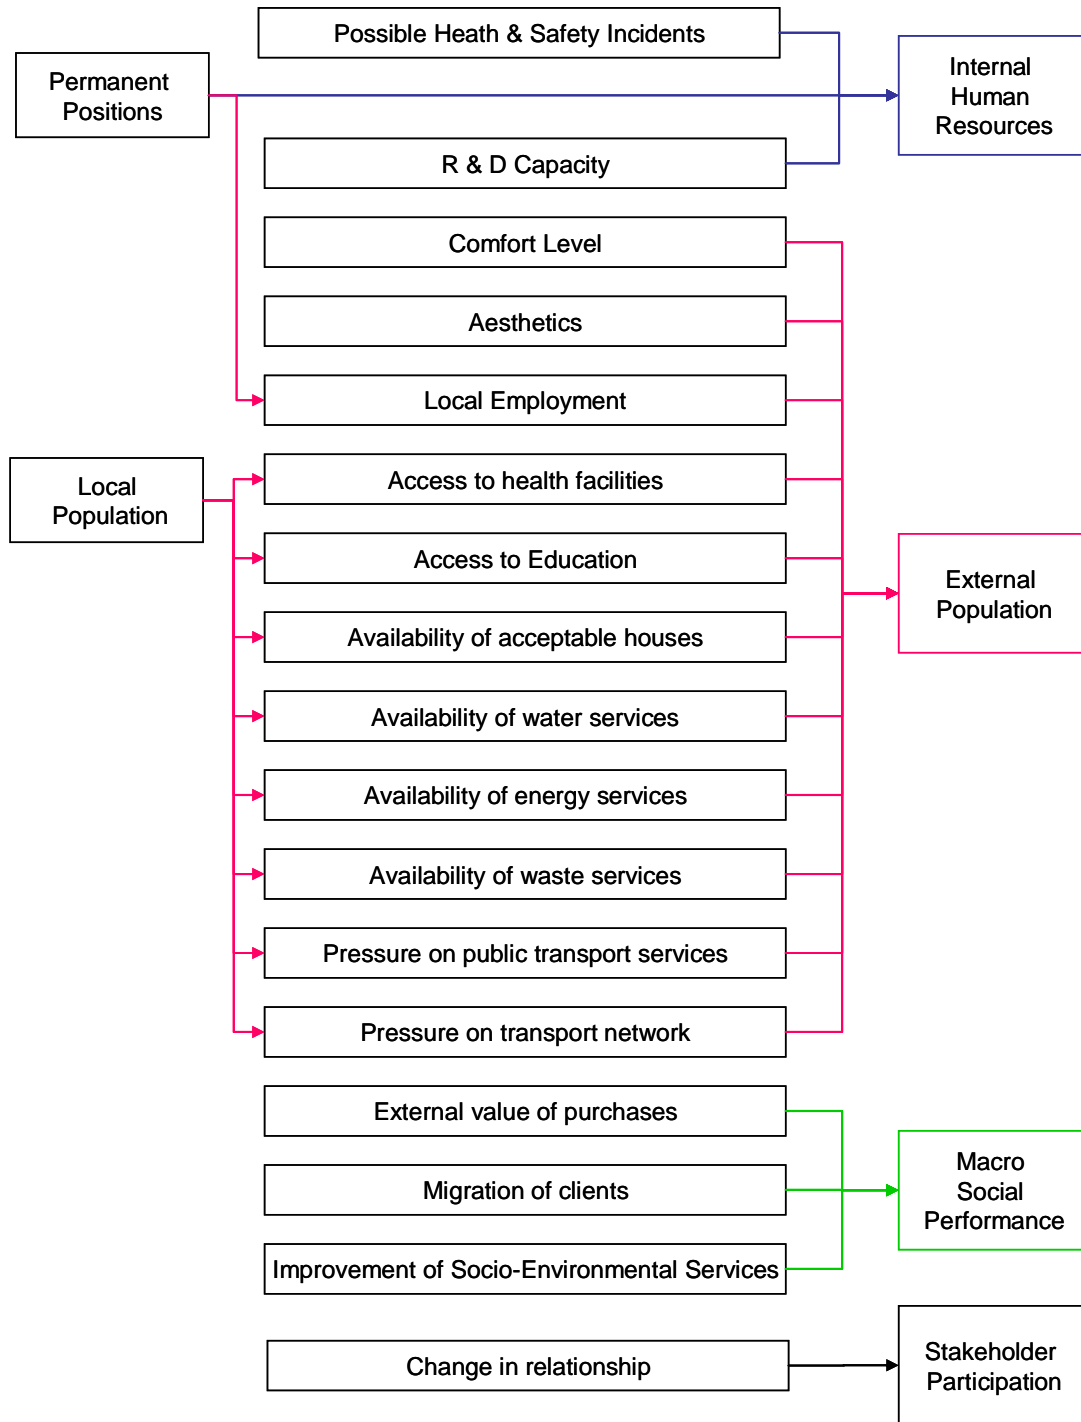 Possible Heath & Safety Incidents
Permanent
Positions
Internal
Human
Resources
R & D Capacity
Comfort Level
Aesthetics
Local Employment
Local
Population
Access to health facilities
Access to Education
External
Population
Availability of acceptable houses
Availability of water services
Availability of energy services
Availability of waste services
Pressure on public transport services
Pressure on transport network
External value of purchases
Migration of clients
Macro
Social
Performance
Improvement of Socio-Environmental Services
Change in relationship
Stakeholder
Participation